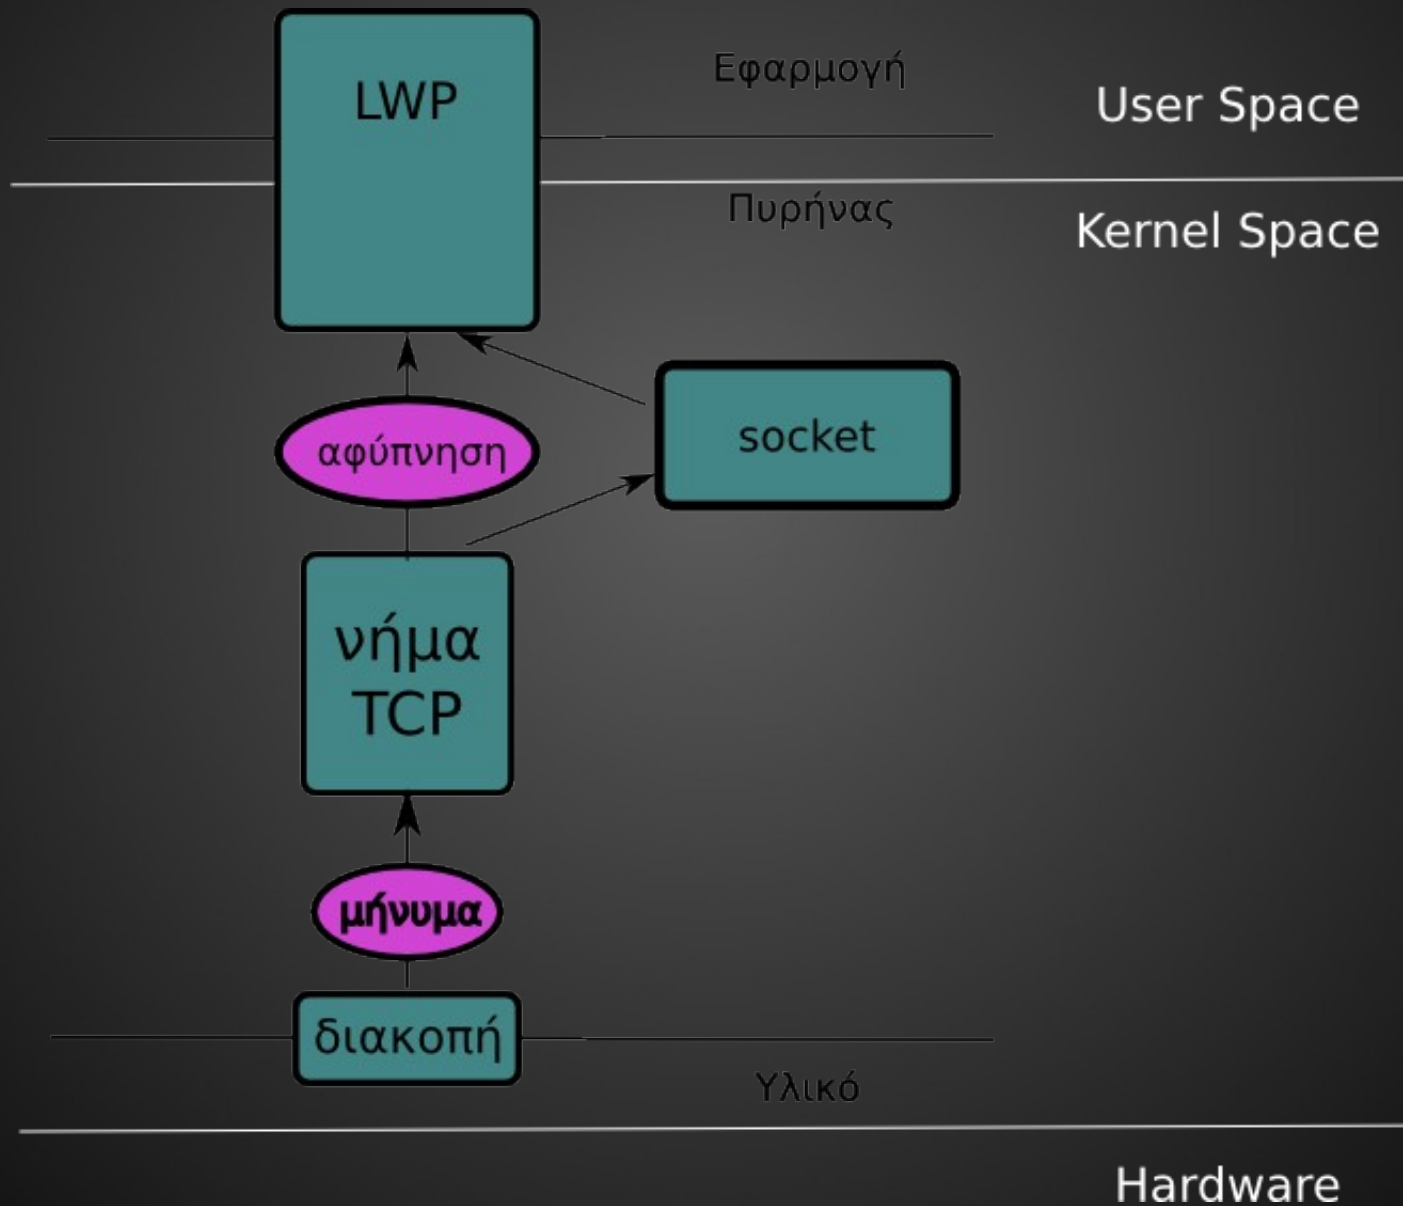 LWP
Εφαρμογή
User Space
Πυρήνας
Kernel Space
αφύπνηση
socket
νήμα
TCP
μήνυμα
διακοπή
Υλικό
Hardware